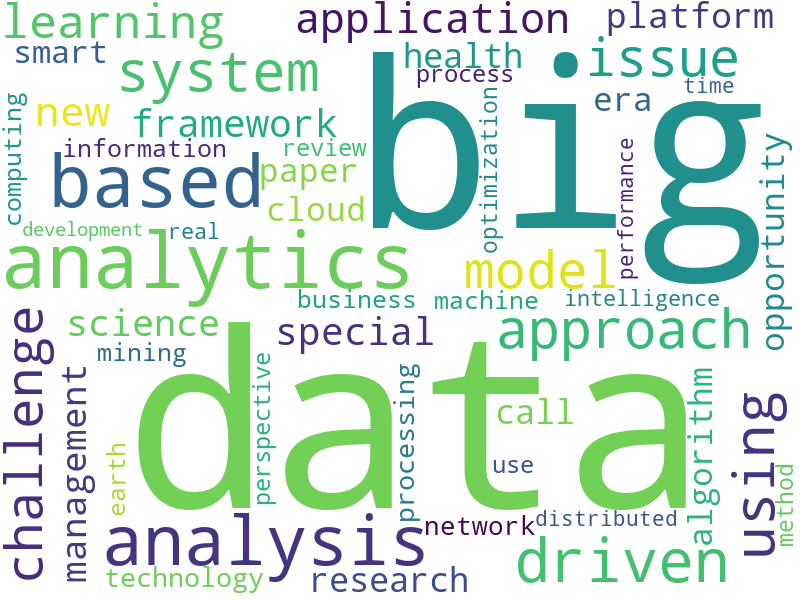 learning
application
platform
smart
system
health
process
issue
time
new
framework
era
big
computing
information
review
optimization
performance
opportunity
based
paper
cloud
development
real
analytics
model
business
machine
intelligence
science
special
approach
mining
challenge
management
data
perspective
processing
call
algorithm
using
earth
use
method
analysis
network
distributed
driven
technology
research